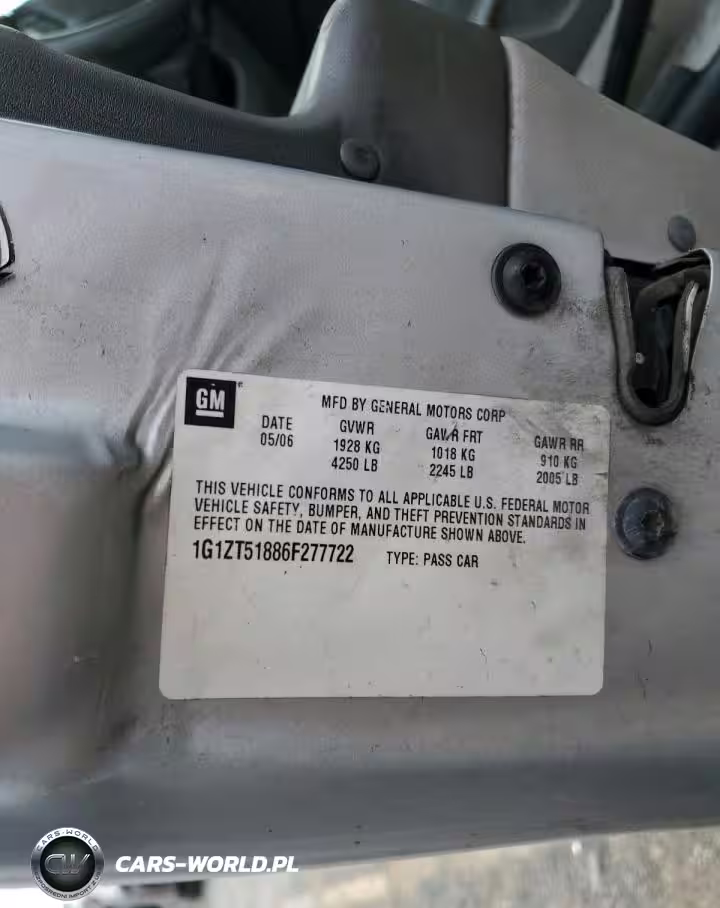 GM
MFD BY GENERAL MOTORS CORP
DATE GVWR GAWR FRT GAWR RR
05/06 1928 KG 1018 KG 910 KG
4250 LB 2245 LB 2005 LB
THIS VEHICLE CONFORMS TO ALL APPLICABLE U.S. FEDERAL MOTOR
VEHICLE SAFETY, BUMPER, AND THEFT PREVENTION STANDARDS IN
EFFECT ON THE DATE OF MANUFACTURE SHOWN ABOVE.
1G1ZT51886F277722 TYPE: PASS CAR
CARS-WORLD
CW
CARS-WORLD.PL